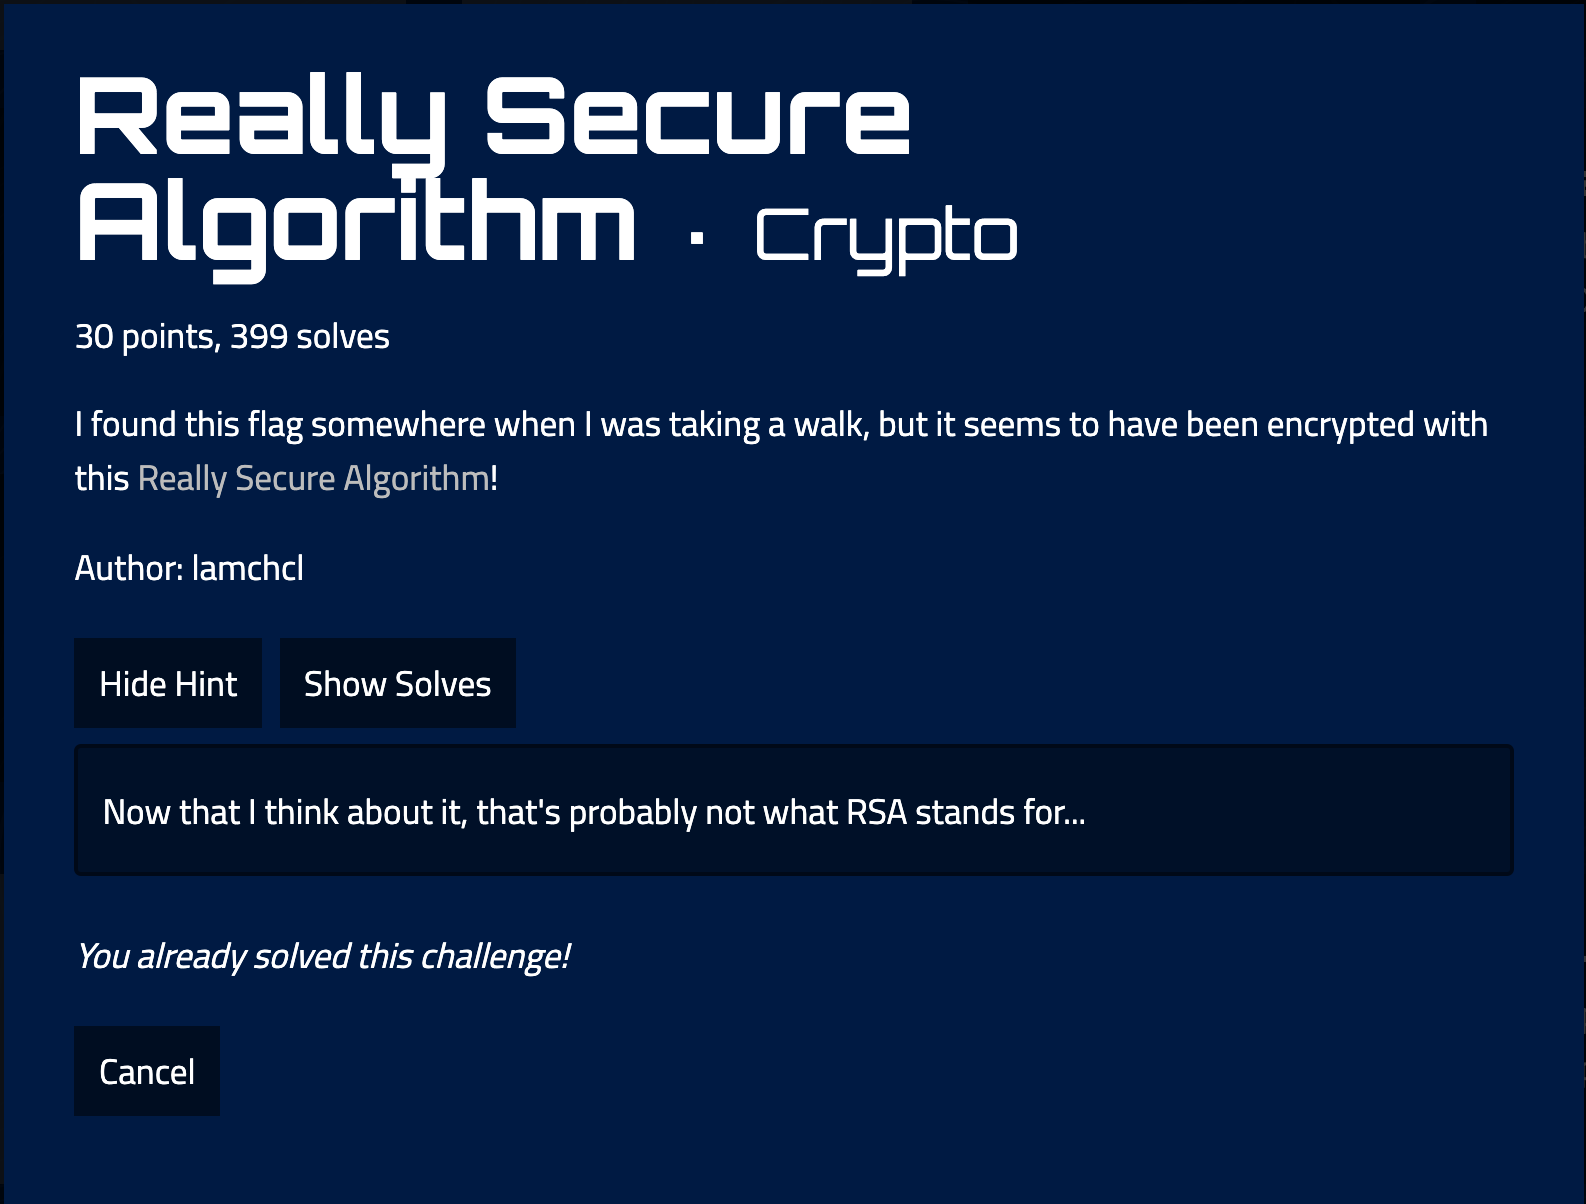 Really Secure
Algorithm · Crypto
30 points, 399 solves
I found this flag somewhere when I was taking a walk, but it seems to have been encrypted with
this Really Secure Algorithm!
Author: lamchcl
Hide Hint Show Solves
Now that I think about it, that's probably not what RSA stands for...
You already solved this challenge!
Cancel